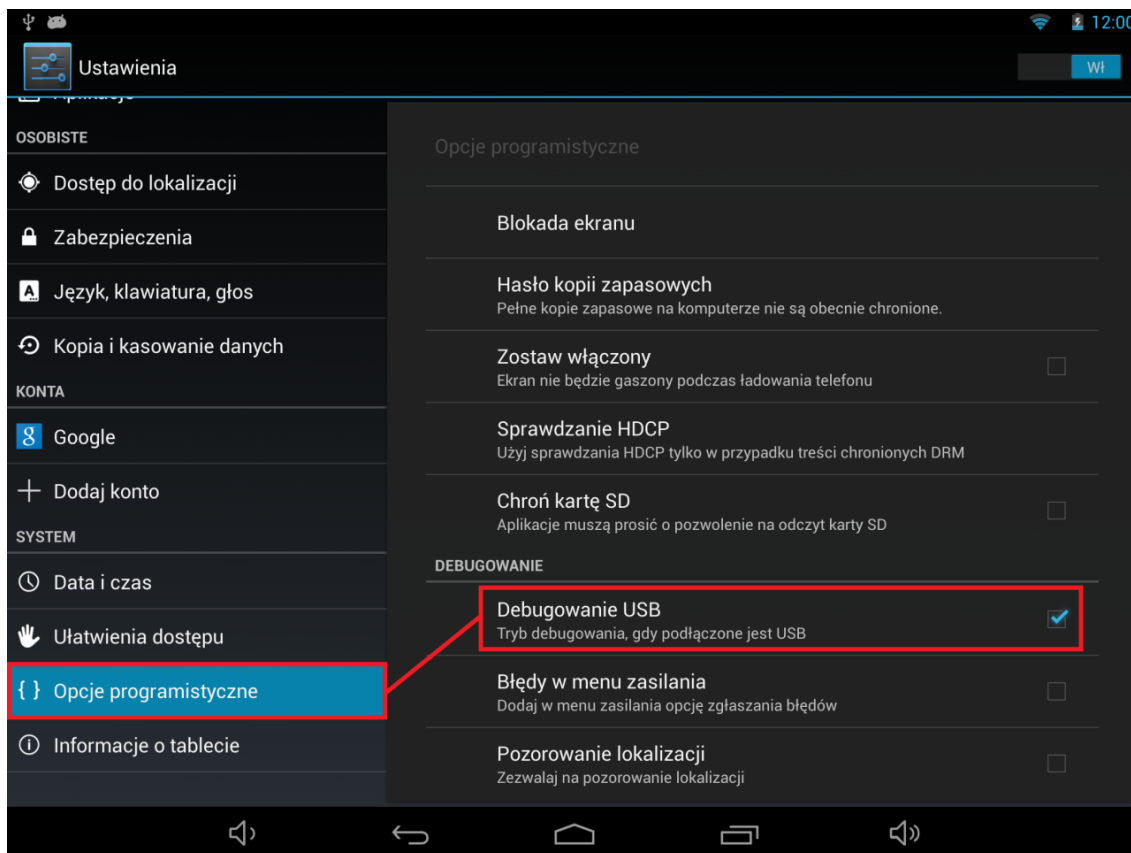 12:00
Ustawienia
Wł
Aplikacje
OSOBISTE
Dostęp do lokalizacji
Zabezpieczenia
Język, klawiatura, głos
Kopia i kasowanie danych
KONTA
Google
Dodaj konto
SYSTEM
Data i czas
Ułatwienia dostępu
{ } Opcje programistyczne
Informacje o tablecie
Opcje programistyczne
Blokada ekranu
Hasło kopii zapasowych
Pełne kopie zapasowe na komputerze nie są obecnie chronione.
Zostaw włączony
Ekran nie będzie gaszony podczas ładowania telefonu
Sprawdzanie HDCP
Użyj sprawdzania HDCP tylko w przypadku treści chronionych DRM
Chroń kartę SD
Aplikacje muszą prosić o pozwolenie na odczyt karty SD
DEBUGOWANIE
Debugowanie USB
Tryb debugowania, gdy podłączone jest USB
Błędy w menu zasilania
Dodaj w menu zasilania opcję zgłaszania błędów
Pozorowanie lokalizacji
Zezwalaj na pozorowanie lokalizacji